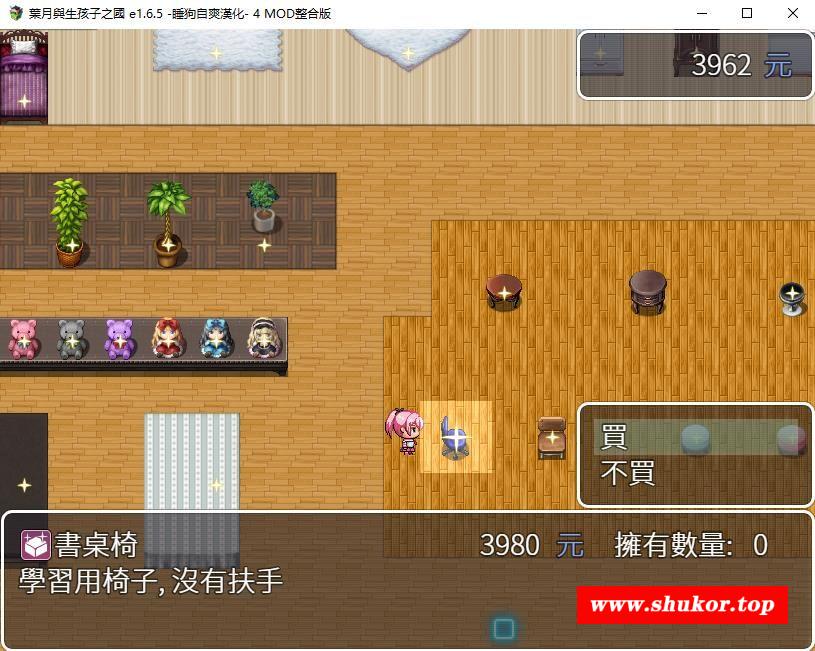 葉月與生孩子之國 e1.6.5 -睡狗自爽漢化- 4 MOD整合版
3962 元
買
不買
書桌椅 3980 元 擁有數量: 0
學習用椅子, 沒有扶手
www.shukor.top